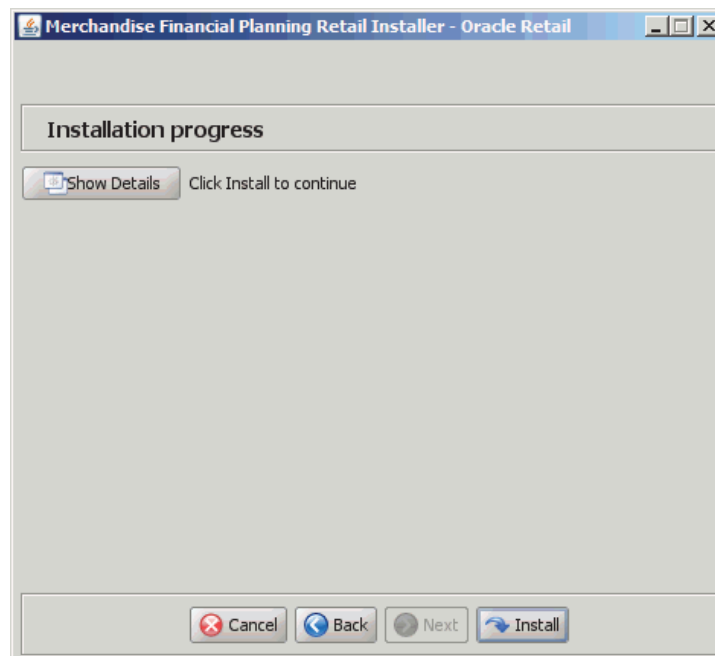 Merchandise Financial Planning Retail Installer - Oracle Retail
Installation progress
Show Details Click Install to continue
Cancel Back Next Install